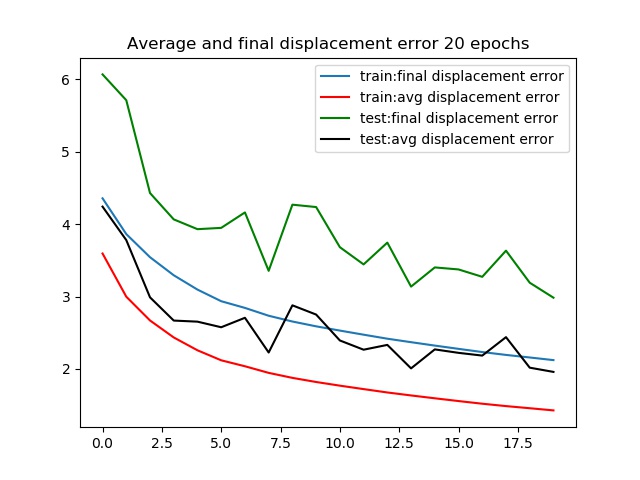 Average and final displacement error 20 epochs
train:final displacement error
train:avg displacement error
test:final displacement error
test:avg displacement error
6
5
4
3
2
0.0 2.5 5.0 7.5 10.0 12.5 15.0 17.5